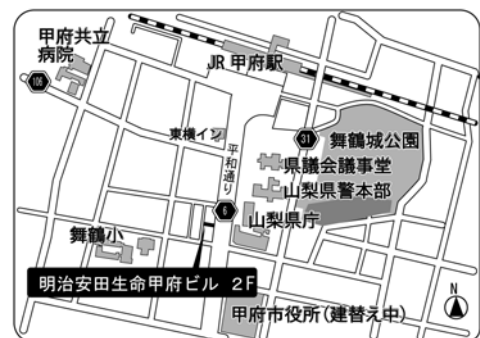 甲府共立
病院
JR 甲府駅
106
31
舞鶴城公園
東横イン
平和通り
県議会議事堂
山梨県警本部
6
山梨県庁
舞鶴小
明治安田生命甲府ビル 2F
N
甲府市役所(建替え中)